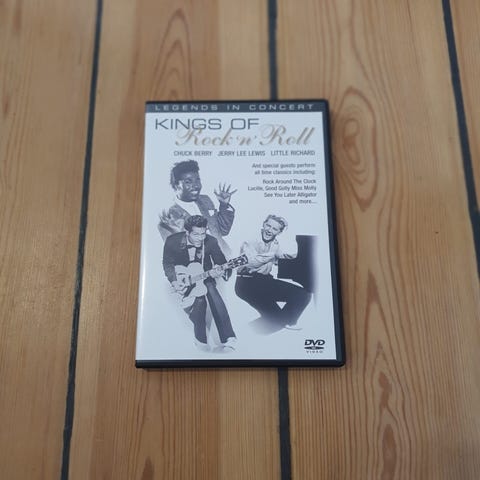 LEGENDS IN CONCERT
KINGS OF
Rock 'n' Roll
CHUCK BERRY JERRY LEE LEWIS LITTLE RICHARD
And special guests perform
all time classics including:
Rock Around The Clock
Lucille, Good Golly Miss Molly
See You Later Alligator
and more....
DVD
VIDEO